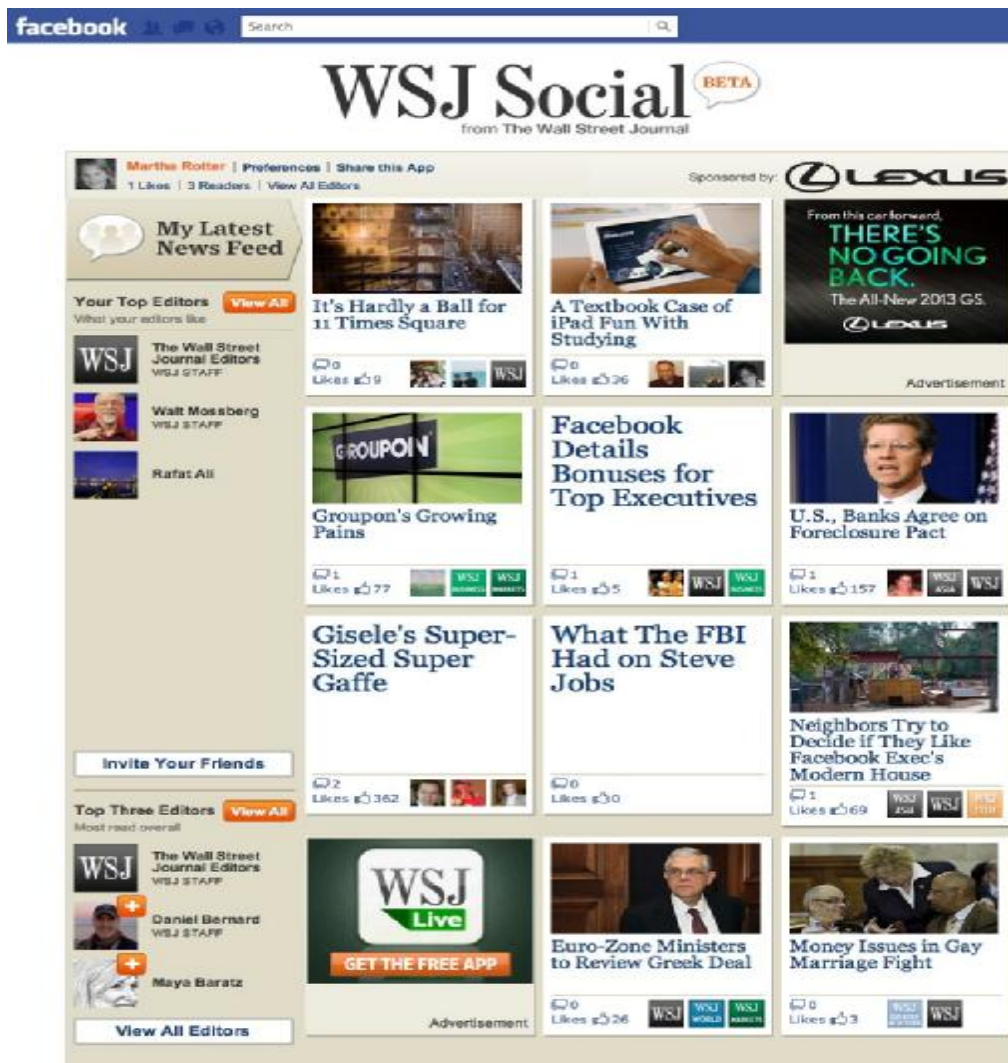 facebook
Search
WSJ Social BETA
from The Wall Street Journal
Martha Rotter | Preferences | Share this App
1 Likes | 3 Readers | View All Editors
Sponsored by: LEXUS
My Latest
News Feed
Your Top Editors View All
What your editors like
WSJ
The Wall Street
Journal Editors
WSJ STAFF
Walt Mossberg
WSJ STAFF
Rafat Ali
Invite Your Friends
Top Three Editors View All
Most read overall
WSJ
The Wall Street
Journal Editors
WSJ STAFF
Daniel Bernard
WSJ STAFF
Maya Baratz
View All Editors
It's Hardly a Ball for
11 Times Square
0
Likes 9
WSJ
A Textbook Case of
iPad Fun With
Studying
0
Likes 36
From this car forward,
THERE'S
NO GOING
BACK.
The All-New 2013 GS.
LEXUS
Advertisement
GROUPON
Groupon's Growing
Pains
1
Likes 77
WSJ BUSINESS WSJ MARKETS
Facebook
Details
Bonuses for
Top Executives
1
Likes 5
WSJ WSJ BUSINESS
U.S., Banks Agree on
Foreclosure Pact
1
Likes 157
WSJ ASIA WSJ
Gisele's Super-
Sized Super
Gaffe
2
Likes 362
What The FBI
Had on Steve
Jobs
0
Likes 0
Neighbors Try to
Decide if They Like
Facebook Exec's
Modern House
1
Likes 69
WSJ ASIA WSJ
WSJ
Live
GET THE FREE APP
Advertisement
Euro-Zone Ministers
to Review Greek Deal
0
Likes 26
WSJ WSJ WORLD WSJ MARKETS
Money Issues in Gay
Marriage Fight
0
Likes 3
WSJ